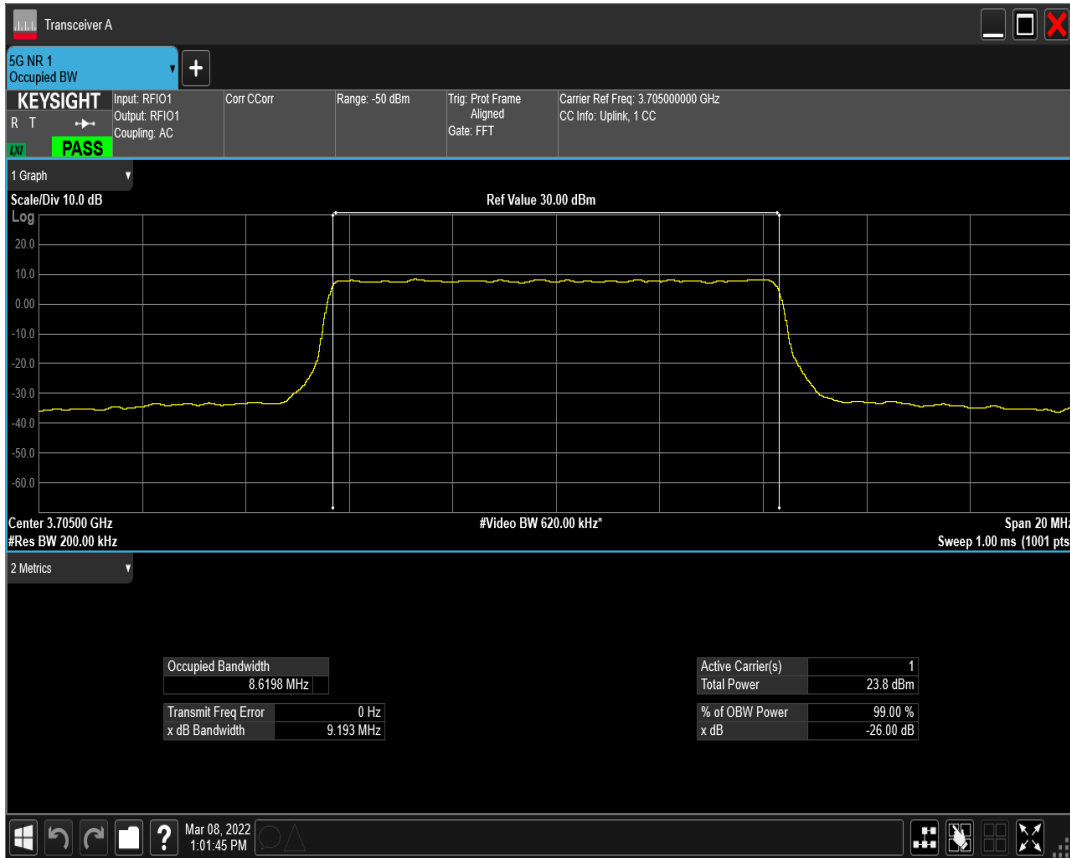 Transceiver A
5G NR 1
Occupied BW
+
KEYSIGHT
R T
LXI
PASS
Input: RFIO1
Output: RFIO1
Coupling: AC
Corr CCorr
Range: -50 dBm
Trig: Prot Frame
Aligned
Gate: FFT
Carrier Ref Freq: 3.705000000 GHz
CC Info: Uplink, 1 CC
1 Graph
Scale/Div 10.0 dB
Ref Value 30.00 dBm
Log
20.0
10.0
0.00
-10.0
-20.0
-30.0
-40.0
-50.0
-60.0
Center 3.70500 GHz
#Video BW 620.00 kHz*
Span 20 MHz
#Res BW 200.00 kHz
Sweep 1.00 ms (1001 pts
2 Metrics
Occupied Bandwidth
8.6198 MHz
Transmit Freq Error 0 Hz
x dB Bandwidth 9.193 MHz
Active Carrier(s) 1
Total Power 23.8 dBm
% of OBW Power 99.00 %
x dB -26.00 dB
?
Mar 08, 2022
1:01:45 PM